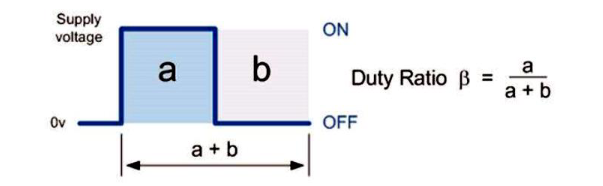 Supply
voltage
ON
a
b
Duty Ratio β = a / a + b
0v
OFF
a + b